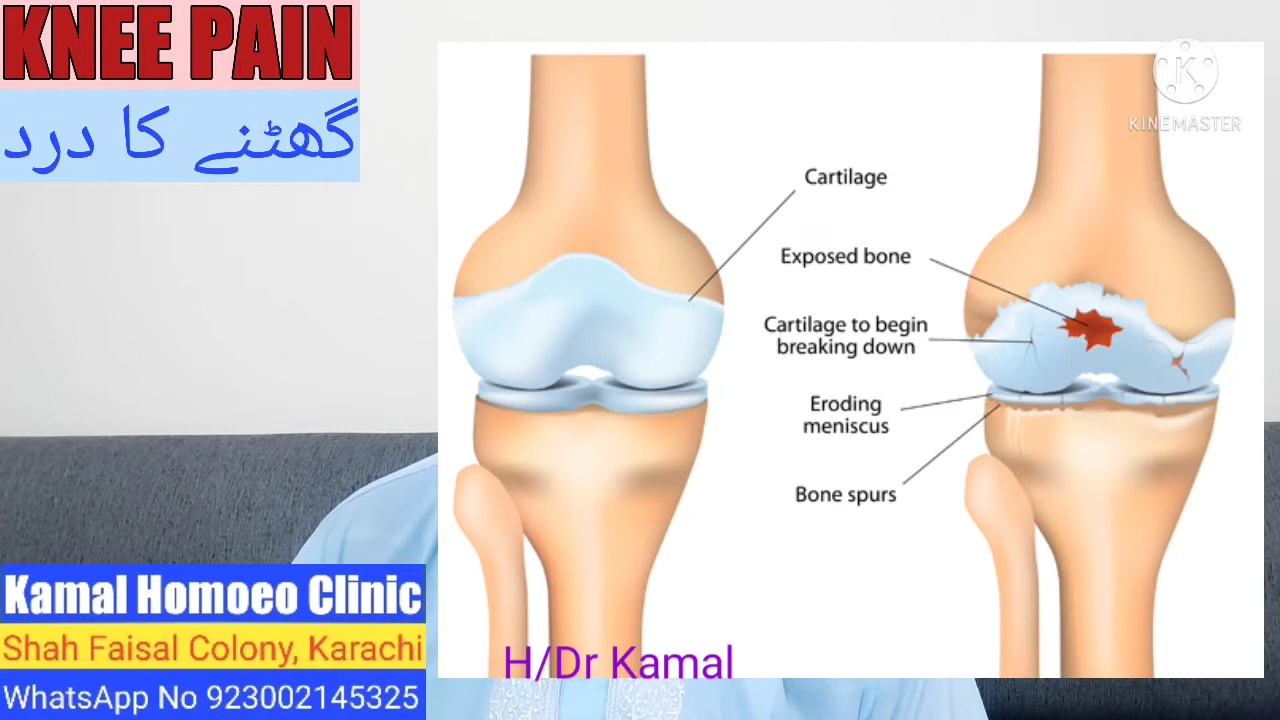 KNEE PAIN
گھٹنے کا درد
KINEMASTER
Cartilage
Exposed bone
Cartilage to begin
breaking down
Eroding
meniscus
Bone spurs
Kamal Homoeo Clinic
Shah Faisal Colony, Karachi
WhatsApp No 923002145325
H/Dr Kamal